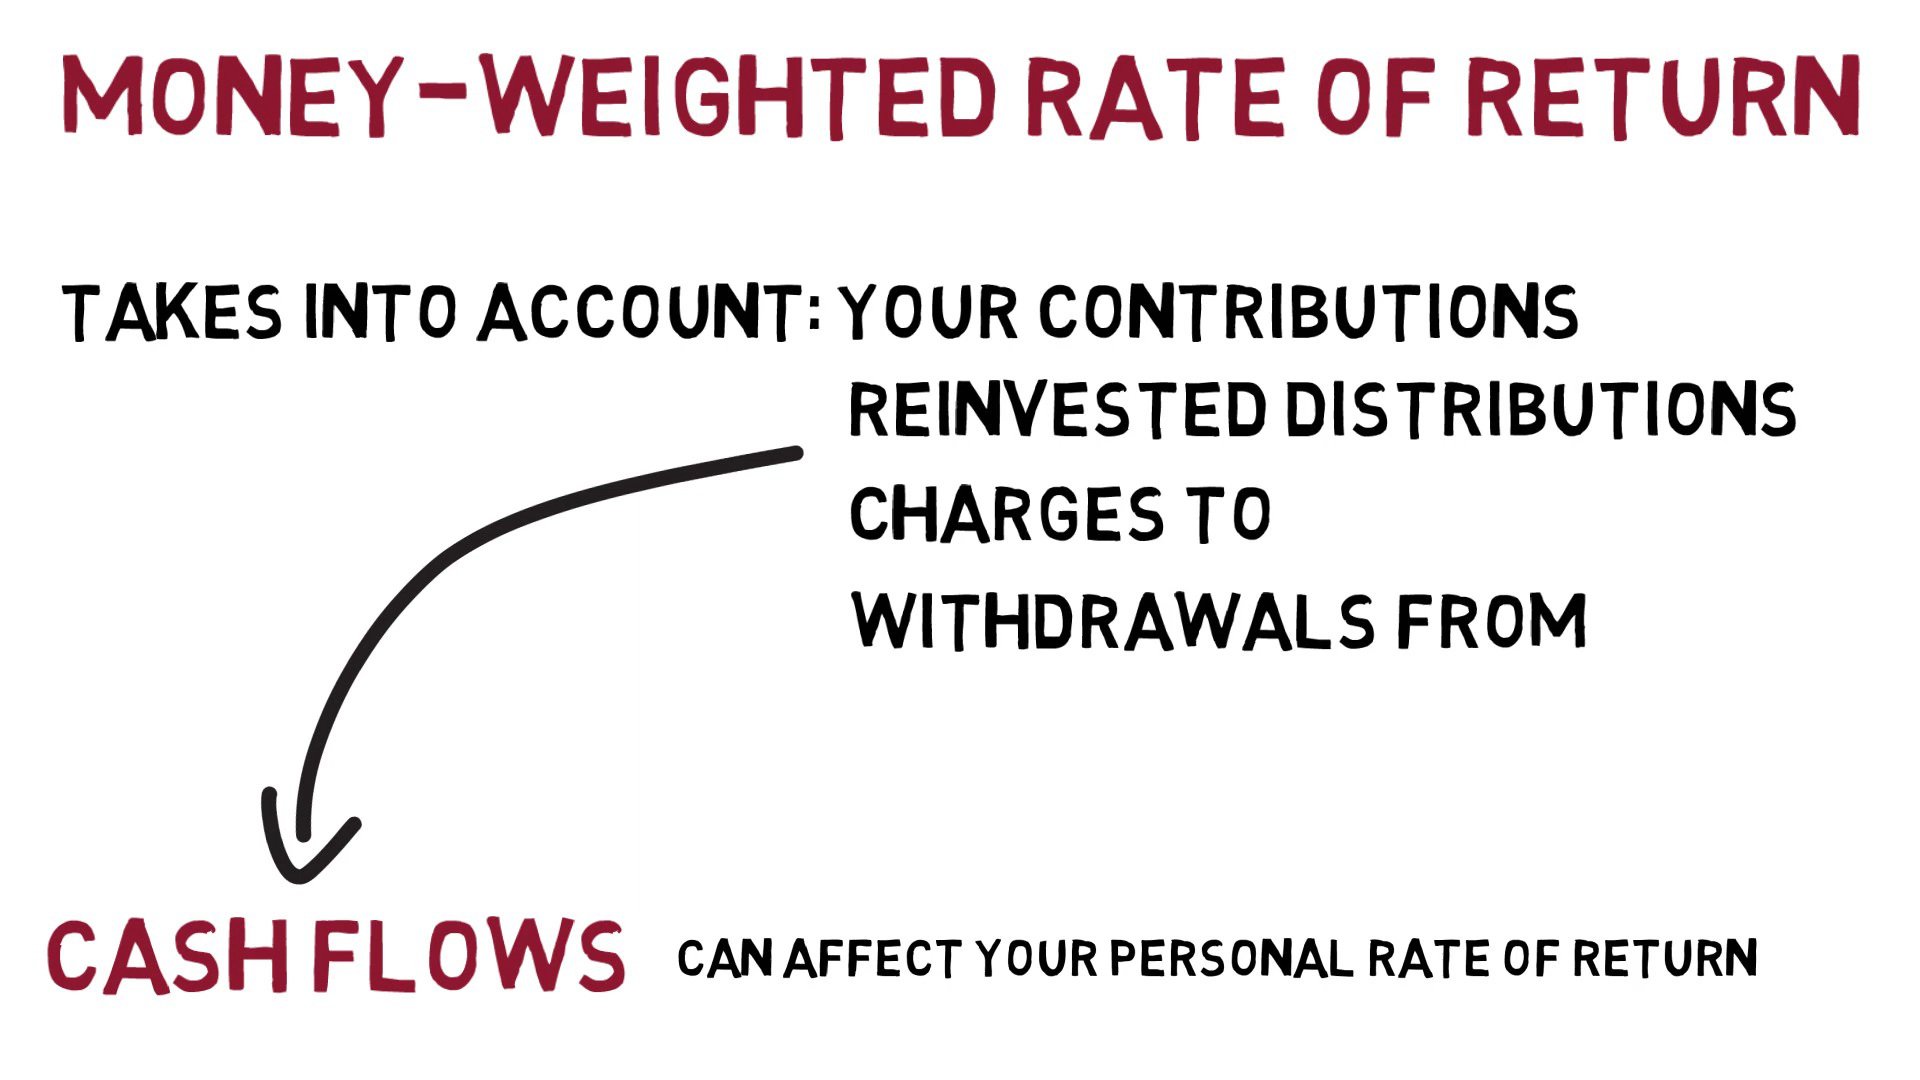 MONEY-WEIGHTED RATE OF RETURN
TAKES INTO ACCOUNT: YOUR CONTRIBUTIONS
REINVESTED DISTRIBUTIONS
CHARGES TO
WITHDRAWALS FROM
CASH FLOWS CAN AFFECT YOUR PERSONAL RATE OF RETURN